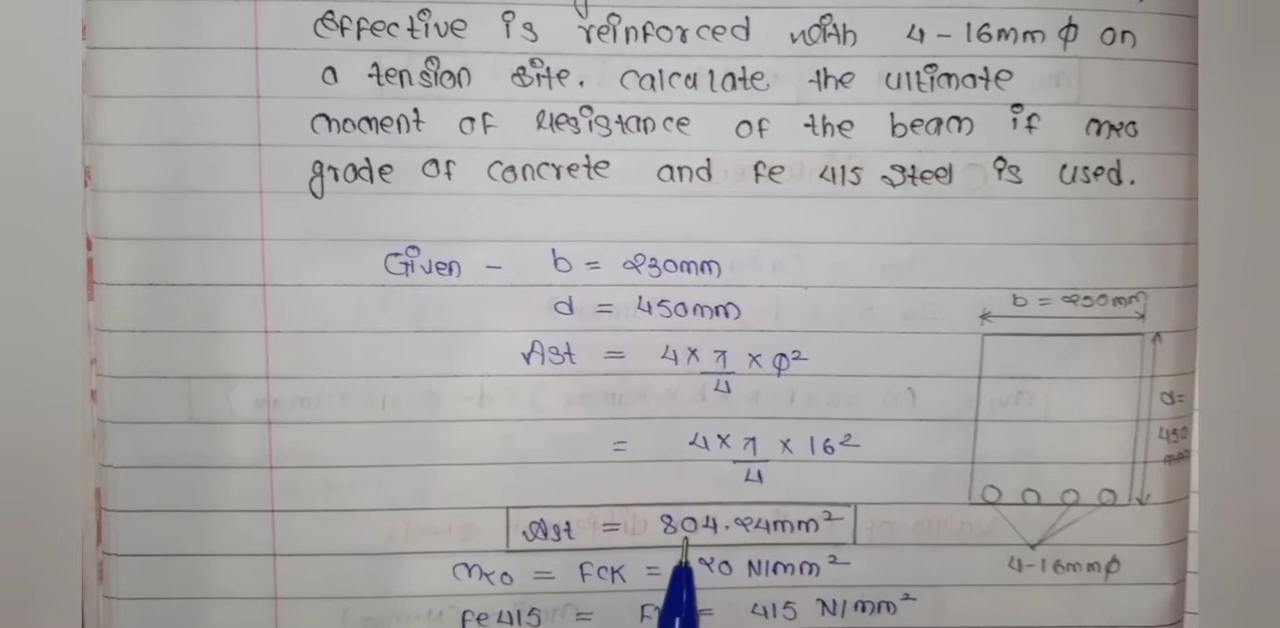 effective is reinforced with 4-16mm ϕ on
a tension site. calculate the ultimate
moment of resistance of the beam if M20
grade of concrete and fe 415 steel is used.
Given - b = 230mm
d = 450mm
b = 230mm
Ast = 4 × π/4 × ϕ²
d=
450
mm
= 4 × π/4 × 16²
Ast = 804.24mm²
4-16mmϕ
M20 = FCK = 20 N/mm²
fe415 = = 415 N/mm²